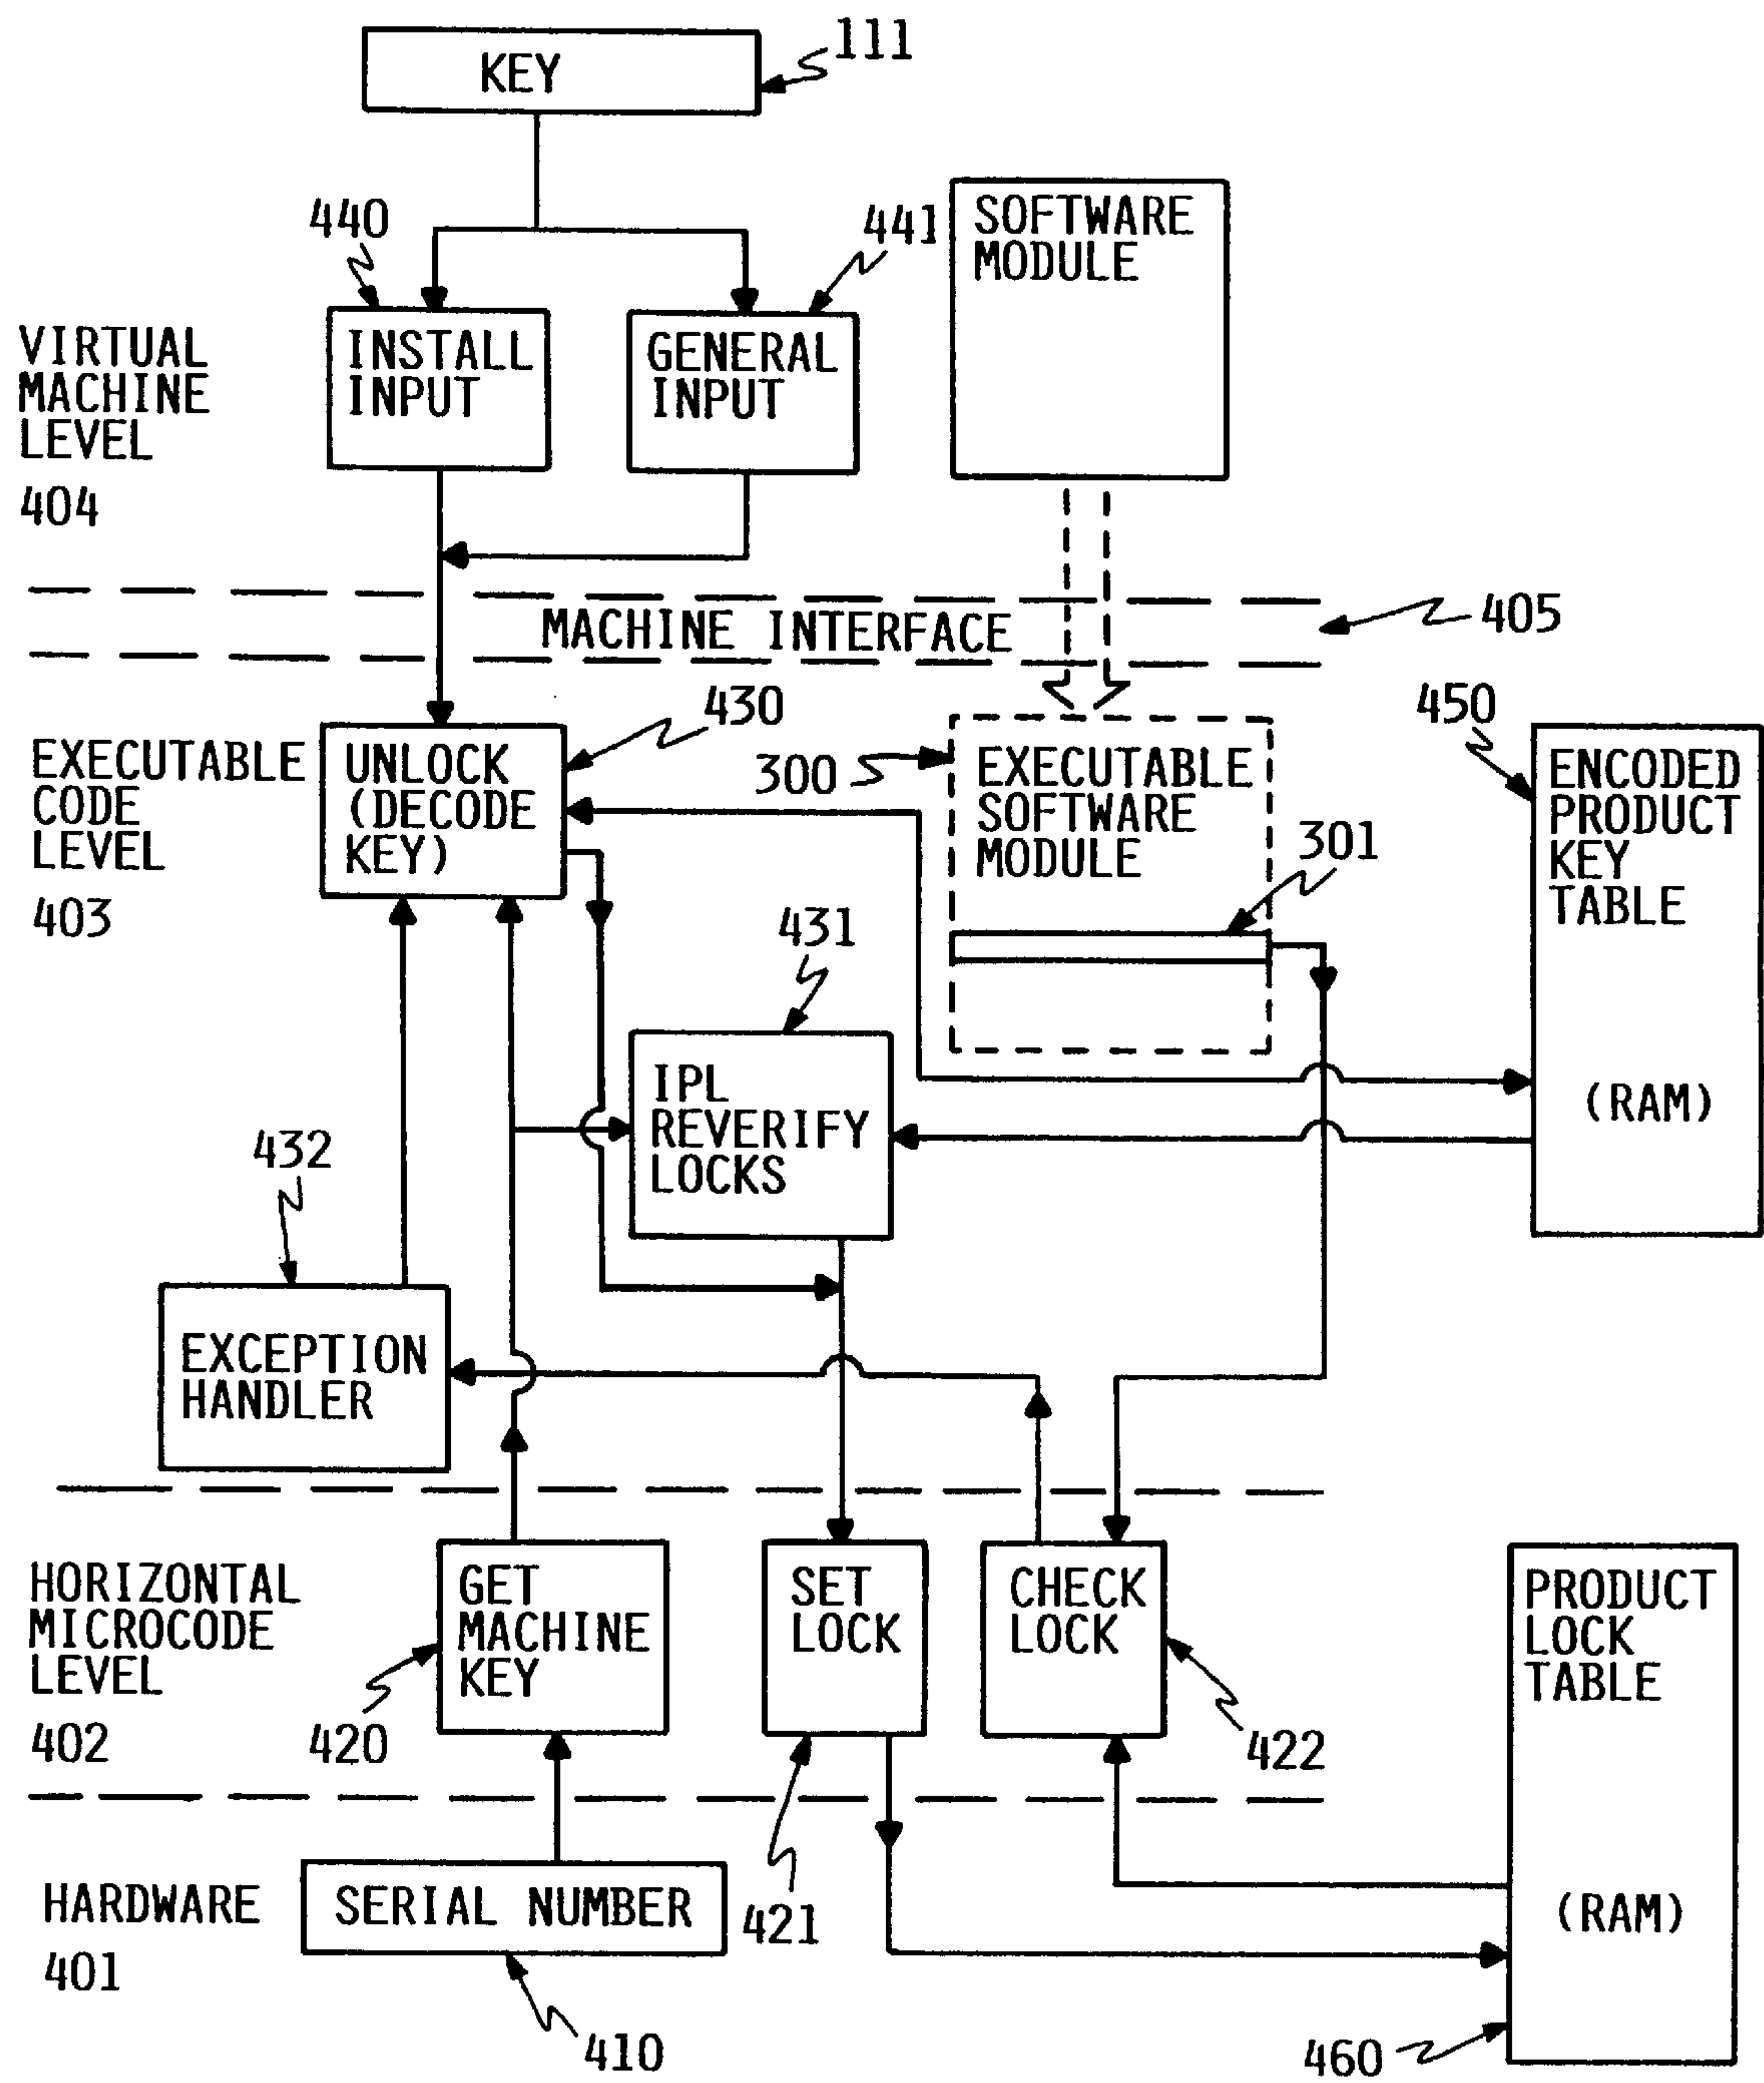 KEY
111
440
441
SOFTWARE
MODULE
VIRTUAL
MACHINE
LEVEL
404
INSTALL
INPUT
GENERAL
INPUT
MACHINE INTERFACE
405
EXECUTABLE
CODE
LEVEL
403
UNLOCK
(DECODE
KEY)
430
300
EXECUTABLE
SOFTWARE
MODULE
301
450
ENCODED
PRODUCT
KEY
TABLE
(RAM)
431
IPL
REVERIFY
LOCKS
432
EXCEPTION
HANDLER
HORIZONTAL
MICROCODE
LEVEL
402
GET
MACHINE
KEY
420
SET
LOCK
CHECK
LOCK
422
PRODUCT
LOCK
TABLE
(RAM)
HARDWARE
401
SERIAL NUMBER
421
410
460